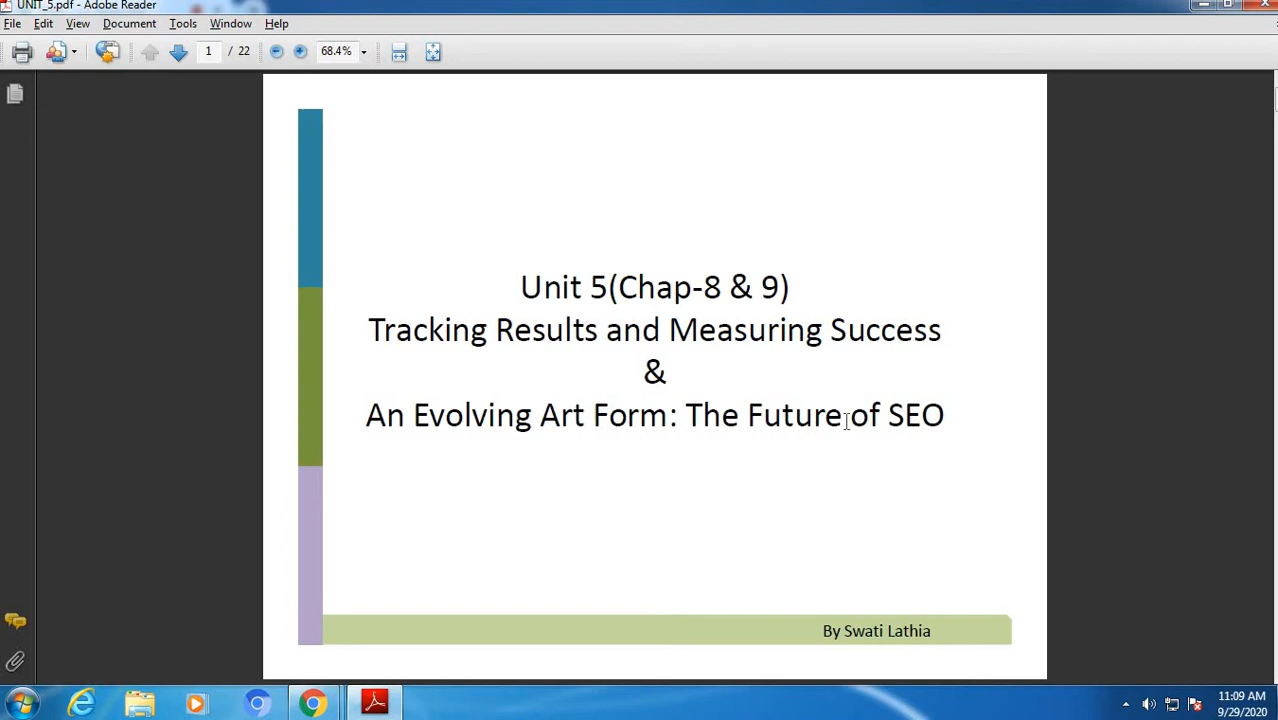 UNIT_5.pdf - Adobe Reader
File Edit View Document Tools Window Help
1 / 22 68.4%
Unit 5(Chap-8 & 9)
Tracking Results and Measuring Success
&
An Evolving Art Form: The Future of SEO
By Swati Lathia
11:09 AM
9/29/2020